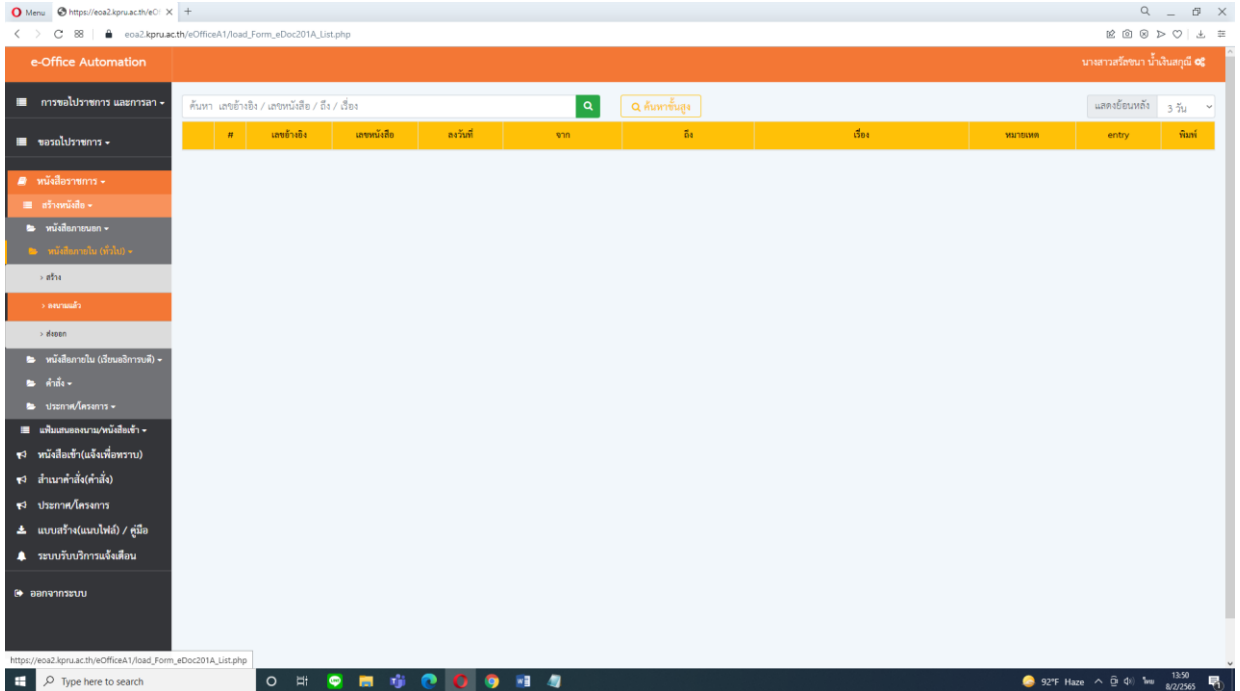 Menu https://eoa2.kpru.ac.th/eOf × +
eoa2.kpru.ac.th/eOfficeA1/load_Form_eDoc201A_List.php
e-Office Automation
นางสาวสวัสชนา น้ำเงินสกุณี
การขอไปราชการ และการลา
ขอรถไปราชการ
หนังสือราชการ
สร้างหนังสือ
หนังสือภายนอก
หนังสือภายใน (ทั่วไป)
> สร้าง
> ลงนามแล้ว
> ส่งออก
หนังสือภายใน (เรียนอธิการบดี)
คำสั่ง
ประกาศ/โครงการ
แฟ้มเสนอลงนาม/หนังสือเข้า
หนังสือเข้า(แจ้งเพื่อทราบ)
สำเนาคำสั่ง(คำสั่ง)
ประกาศ/โครงการ
แบบสร้าง(แนบไฟล์) / คู่มือ
ระบบรับบริการแจ้งเตือน
ออกจากระบบ
ค้นหา เลขอ้างอิง / เลขหนังสือ / ถึง / เรื่อง
ค้นหาขั้นสูง
แสดงย้อนหลัง 3 วัน
# เลขอ้างอิง เลขหนังสือ ลงวันที่ จาก ถึง เรื่อง หมายเหตุ entry พิมพ์
https://eoa2.kpru.ac.th/eOfficeA1/load_Form_eDoc201A_List.php
Type here to search
92°F Haze
ไทย
13:50
8/2/2565